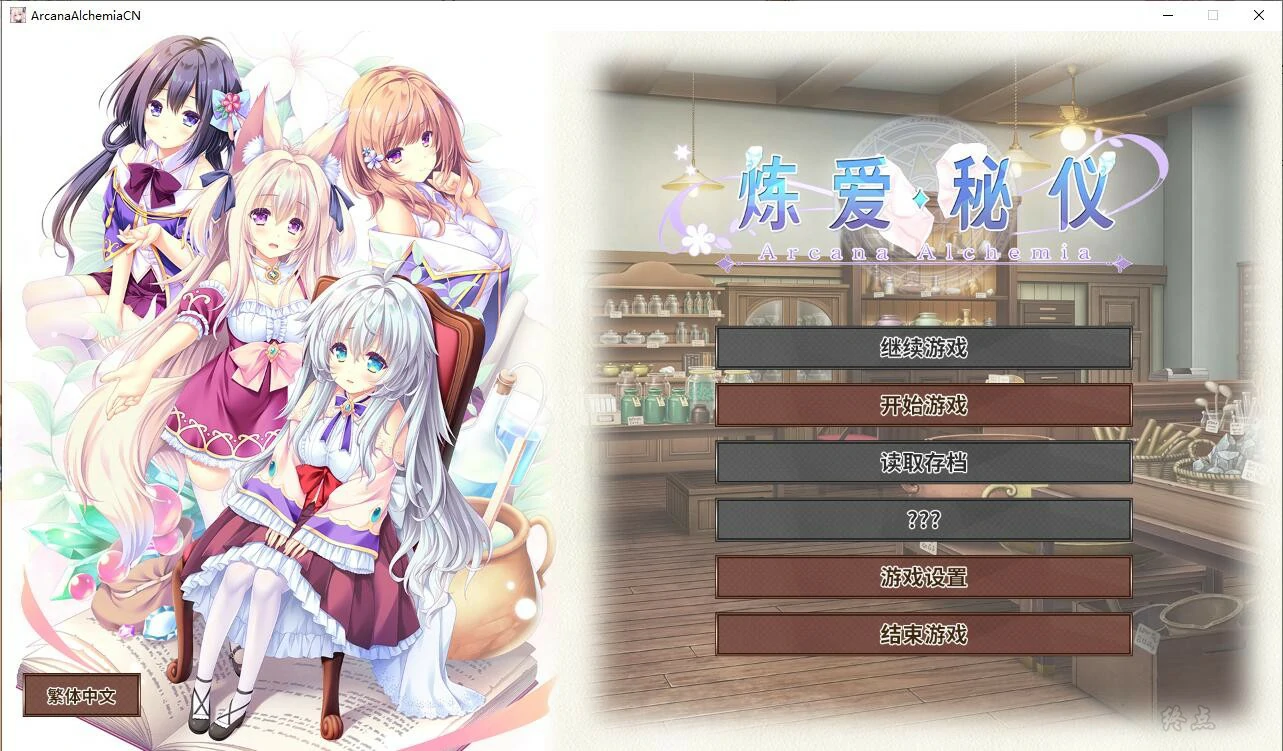 ArcanaAlchemiaCN
炼爱·秘仪
Arcana Alchemia
继续游戏
开始游戏
读取存档
???
游戏设置
结束游戏
繁体中文
终点